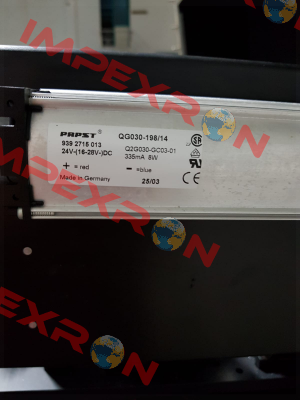 IMPEXRON
PAPST QG030-198/14
939 2715 013 Q2G030-GC03-01
24V-(16-28V-)DC 335mA 8W
+ = red - =blue
Made in Germany 25/03
IMPEXRON
IMPEXRON